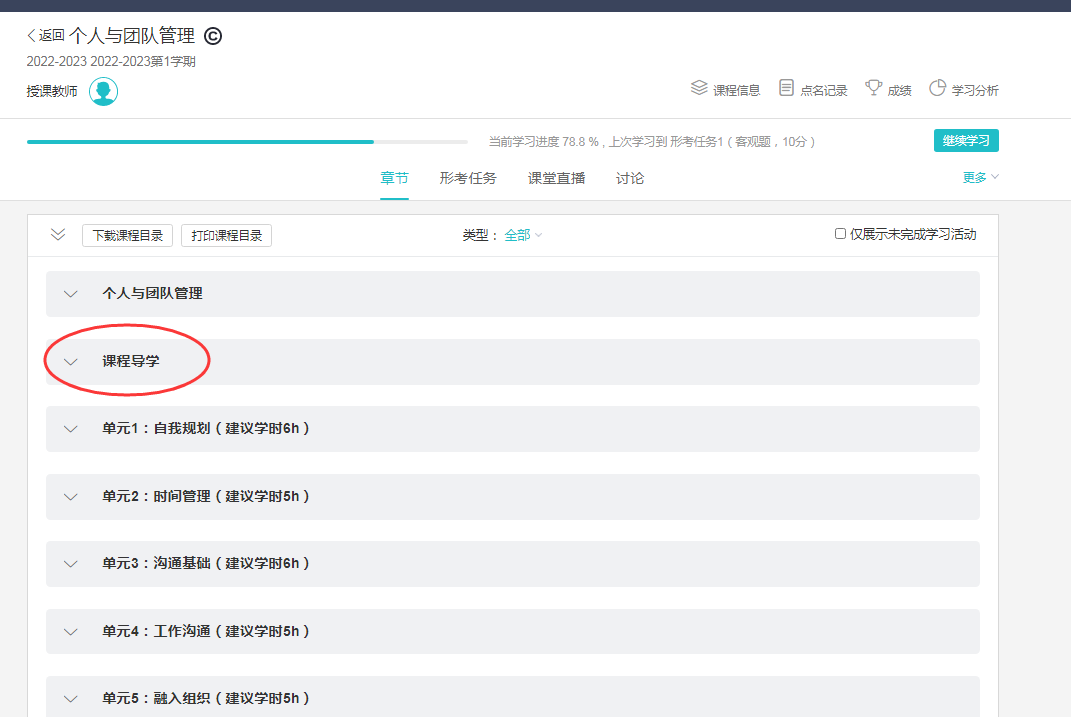 返回 个人与团队管理 ©
2022-2023 2022-2023第1学期
授课教师
课程信息 点名记录 成绩 学习分析
当前学习进度 78.8 % , 上次学习到 形考任务1（客观题，10分） 继续学习
章节 形考任务 课堂直播 讨论 更多
下载课程目录 打印课程目录 类型： 全部 仅展示未完成学习活动
个人与团队管理
课程导学
单元1：自我规划（建议学时6h）
单元2：时间管理（建议学时5h）
单元3：沟通基础（建议学时6h）
单元4：工作沟通（建议学时5h）
单元5：融入组织（建议学时5h）